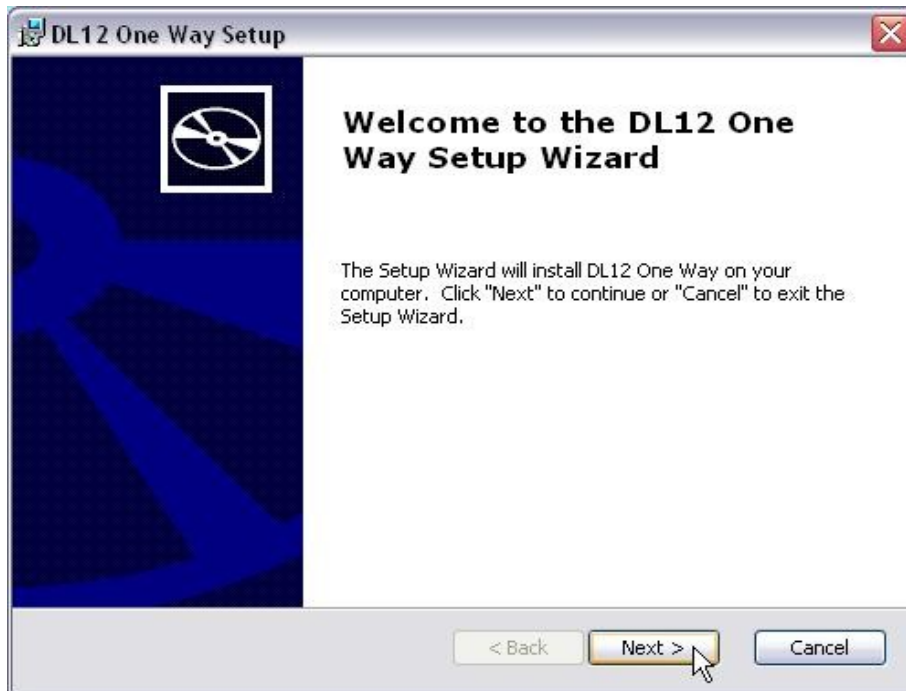 DL12 One Way Setup
Welcome to the DL12 One
Way Setup Wizard
The Setup Wizard will install DL12 One Way on your
computer.  Click "Next" to continue or "Cancel" to exit the
Setup Wizard.
< Back Next > Cancel